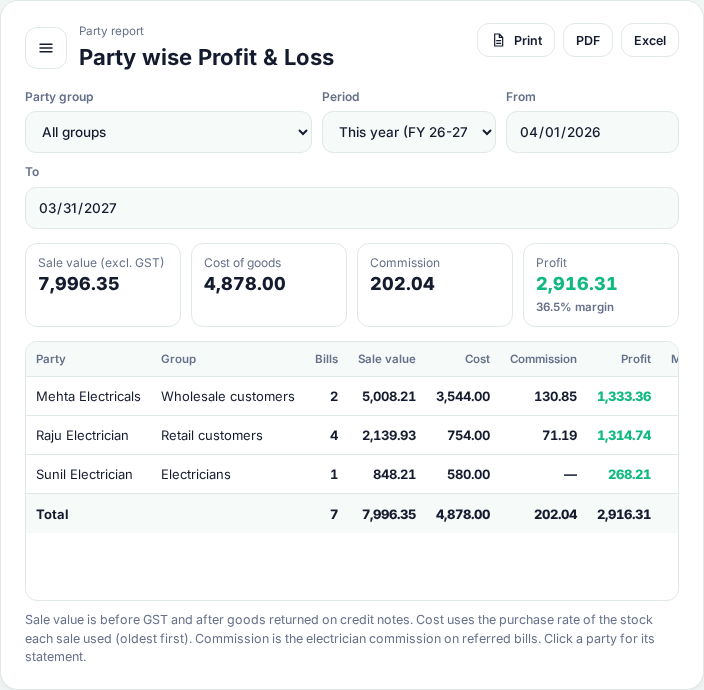 Party report
Party wise Profit & Loss
Print
PDF
Excel
Party group
Period
From
All groups
This year (FY 26-27
04/01/2026
To
03/31/2027
Sale value (excl. GST)
7,996.35
Cost of goods
4,878.00
Commission
202.04
Profit
2,916.31
36.5% margin
Party Group Bills Sale value Cost Commission Profit M
Mehta Electricals Wholesale customers 2 5,008.21 3,544.00 130.85 1,333.36
Raju Electrician Retail customers 4 2,139.93 754.00 71.19 1,314.74
Sunil Electrician Electricians 1 848.21 580.00 — 268.21
Total 7 7,996.35 4,878.00 202.04 2,916.31
Sale value is before GST and after goods returned on credit notes. Cost uses the purchase rate of the stock
each sale used (oldest first). Commission is the electrician commission on referred bills. Click a party for its
statement.